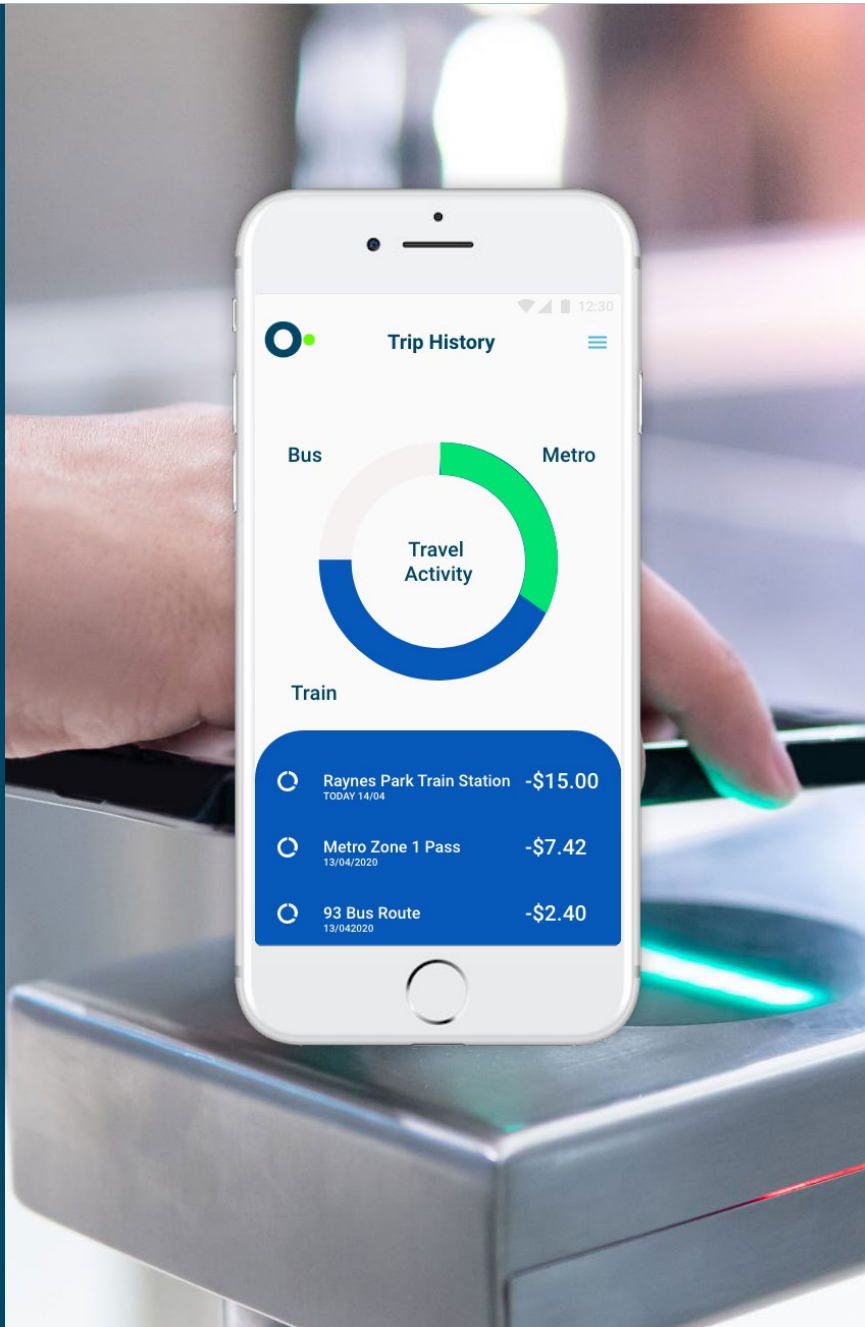 12:30
Trip History
Bus
Metro
Travel
Activity
Train
Raynes Park Train Station -$15.00
TODAY 14/04
Metro Zone 1 Pass -$7.42
13/04/2020
93 Bus Route -$2.40
13/042020